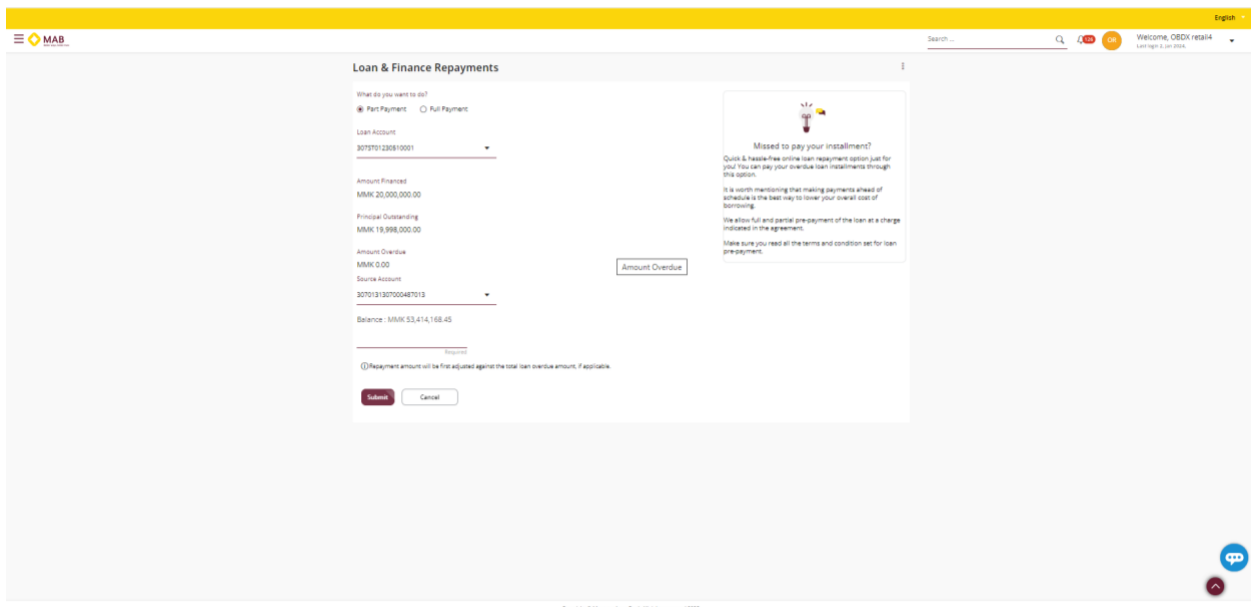 English
MAB
Search ...
OR
Welcome, OBDX retail4
Last login 2, Jan 2024,
Loan & Finance Repayments
What do you want to do?
Part Payment
Full Payment
Missed to pay your installment?
Quick & hassle-free online loan repayment option just for
you! You can pay your overdue loan installments through
this option.
It is worth mentioning that making payments ahead of
schedule is the best way to lower your overall cost of
borrowing.
We allow full and partial pre-payment of the loan at a charge
indicated in the agreement.
Make sure you read all the terms and condition set for loan
pre-payment.
Loan Account
307ST01230810001
Amount Financed
MMK 20,000,000.00
Principal Outstanding
MMK 19,998,000.00
Amount Overdue
MMK 0.00
Amount Overdue
Source Account
3070131307000487013
Balance : MMK 53,414,168.45
Required
Repayment amount will be first adjusted against the total loan overdue amount, if applicable.
Submit
Cancel